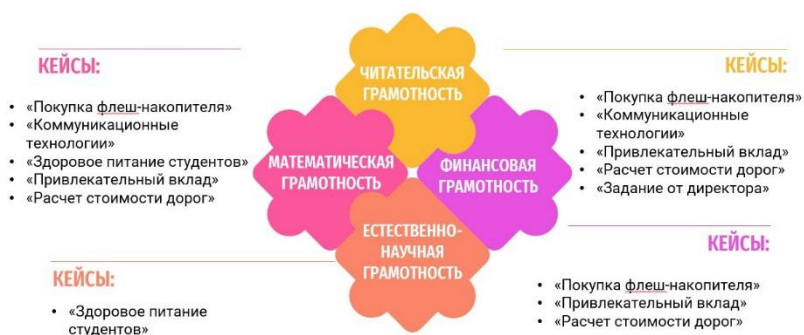 КЕЙСЫ:
• «Покупка флеш-накопителя»
• «Коммуникационные
технологии»
• «Здоровое питание студентов»
• «Привлекательный вклад»
• «Расчет стоимости дорог»
ЧИТАТЕЛЬСКАЯ
ГРАМОТНОСТЬ
КЕЙСЫ:
• «Покупка флеш-накопителя»
• «Коммуникационные
технологии»
• «Привлекательный вклад»
• «Расчет стоимости дорог»
• «Задание от директора»
МАТЕМАТИЧЕСКАЯ
ГРАМОТНОСТЬ
ФИНАНСОВАЯ
ГРАМОТНОСТЬ
ЕСТЕСТВЕННО-
НАУЧНАЯ
ГРАМОТНОСТЬ
КЕЙСЫ:
• «Здоровое питание
студентов»
КЕЙСЫ:
• «Покупка флеш-накопителя»
• «Привлекательный вклад»
• «Расчет стоимости дорог»